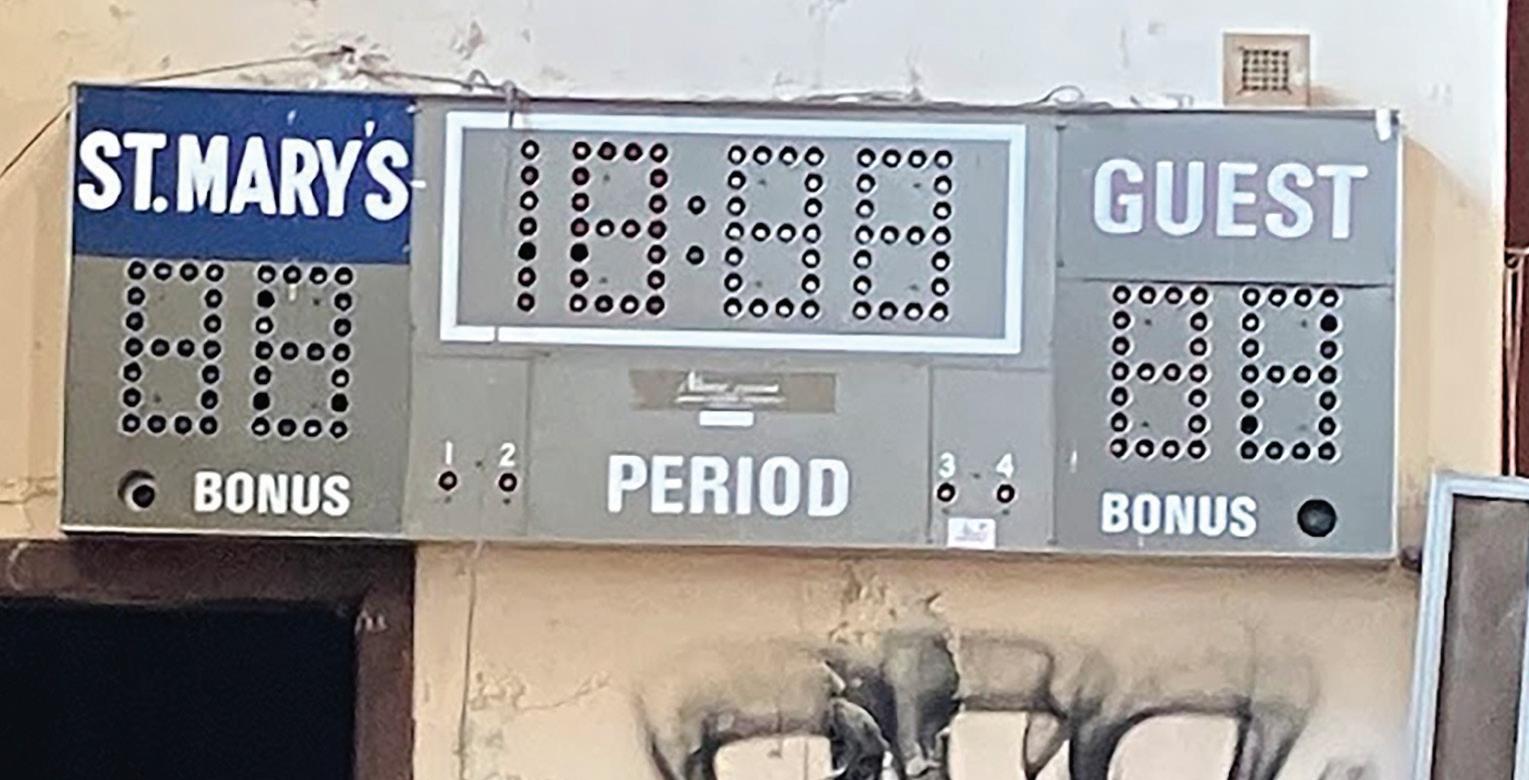 ST. MARY'S
GUEST
1 2
PERIOD
3 4
BONUS
BONUS